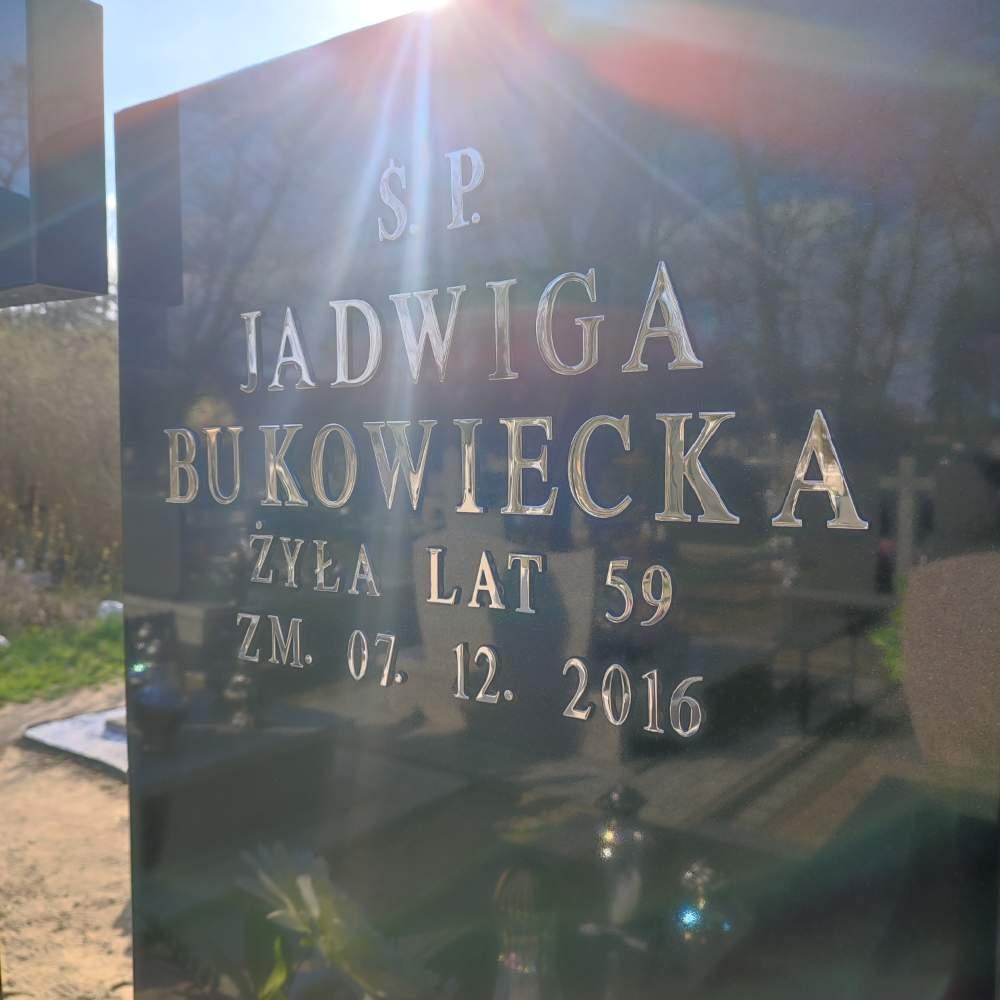 Ś. P.
JADWIGA
BUKOWIECKA
ŻYŁA LAT 59
ZM. 07. 12. 2016